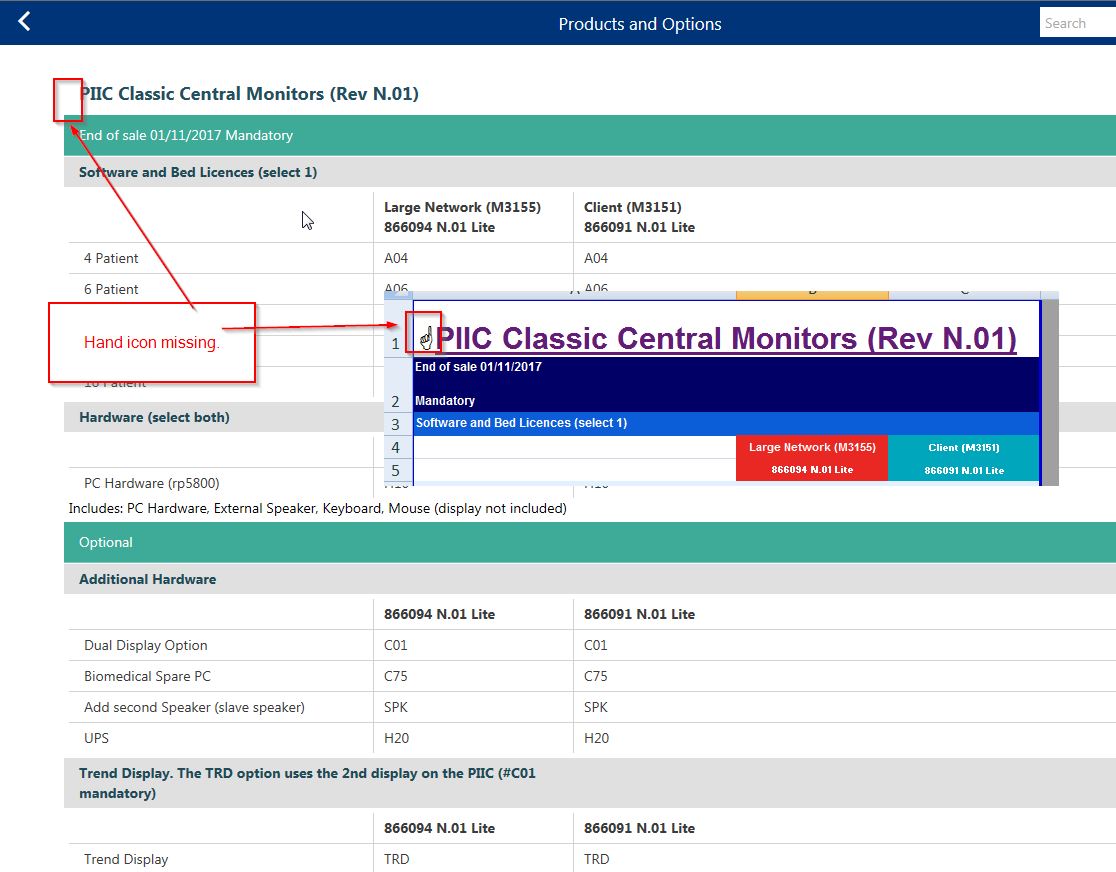 Products and Options
Search
PIIC Classic Central Monitors (Rev N.01)
End of sale 01/11/2017 Mandatory
Software and Bed Licences (select 1)
Large Network (M3155) Client (M3151)
866094 N.01 Lite 866091 N.01 Lite
4 Patient A04 A04
6 Patient A06 A06
Hand icon missing.
16 Patient
1 PIIC Classic Central Monitors (Rev N.01)
End of sale 01/11/2017
2 Mandatory
3 Software and Bed Licences (select 1)
4 Large Network (M3155) Client (M3151)
5 866094 N.01 Lite 866091 N.01 Lite
Hardware (select both)
PC Hardware (rp5800)
Includes: PC Hardware, External Speaker, Keyboard, Mouse (display not included)
Optional
Additional Hardware
866094 N.01 Lite 866091 N.01 Lite
Dual Display Option C01 C01
Biomedical Spare PC C75 C75
Add second Speaker (slave speaker) SPK SPK
UPS H20 H20
Trend Display. The TRD option uses the 2nd display on the PIIC (#C01
mandatory)
866094 N.01 Lite 866091 N.01 Lite
Trend Display TRD TRD